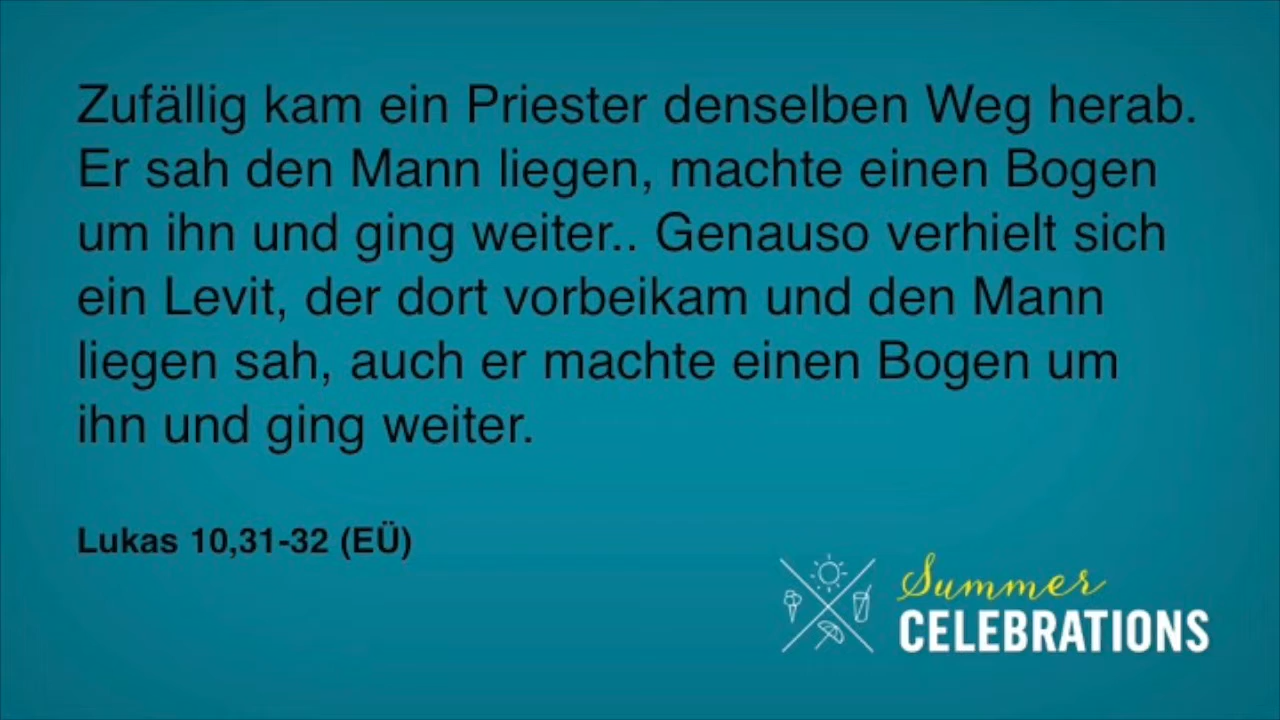 Zufällig kam ein Priester denselben Weg herab.
Er sah den Mann liegen, machte einen Bogen
um ihn und ging weiter.. Genauso verhielt sich
ein Levit, der dort vorbeikam und den Mann
liegen sah, auch er machte einen Bogen um
ihn und ging weiter.
Lukas 10,31-32 (EÜ)
Summer
CELEBRATIONS